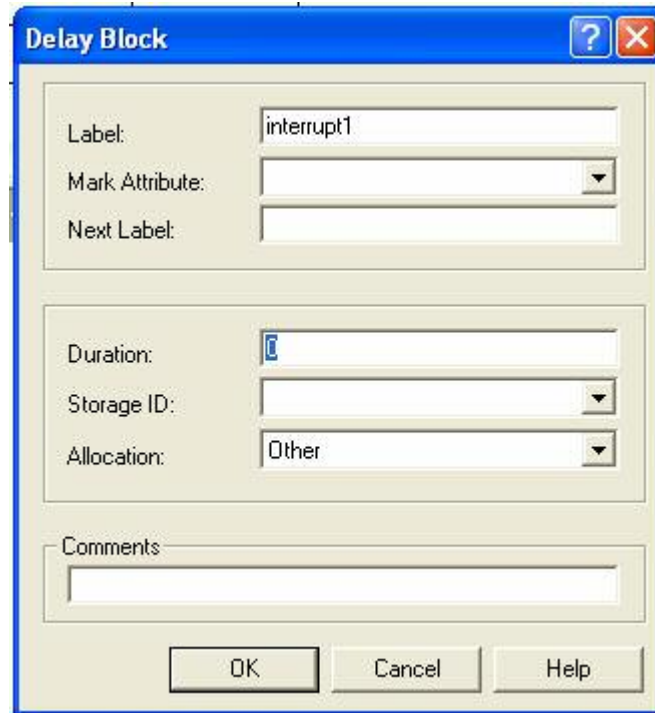 Delay Block
?
Label: interrupt1
Mark Attribute:
Next Label:
Duration: 0
Storage ID:
Allocation: Other
Comments
OK Cancel Help